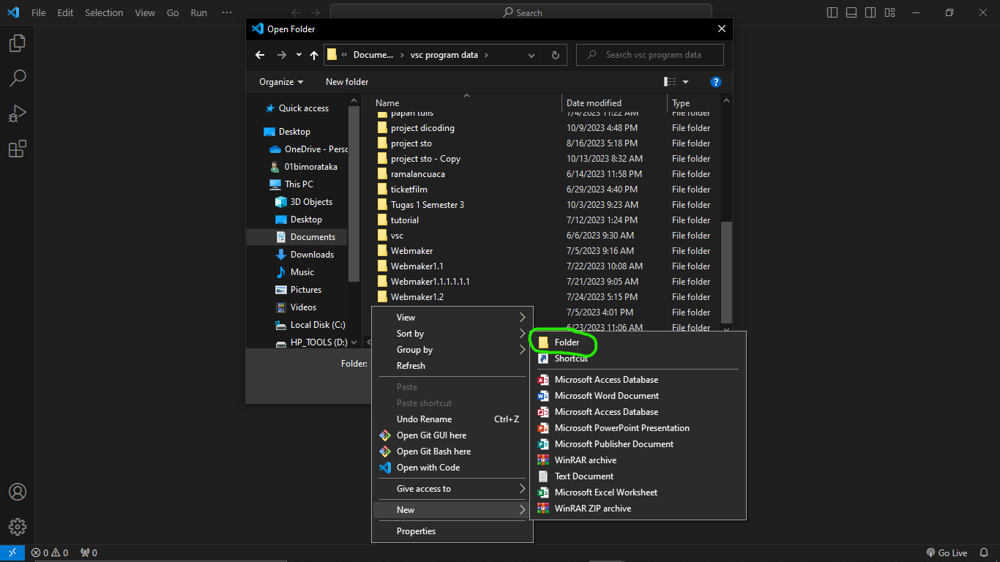 File Edit Selection View Go Run ···
Search
Open Folder
« Docume... › vsc program data ›
Search vsc program data
Organize
New folder
?
Quick access
Desktop
OneDrive - Perso
01bimorataka
This PC
3D Objects
Desktop
Documents
Downloads
Music
Pictures
Videos
Local Disk (C:)
HP_TOOLS (D:)
Name Date modified Type
papan tulis 7/4/2023 11:22 AM File folder
project dicoding 10/9/2023 4:48 PM File folder
project sto 8/16/2023 5:18 PM File folder
project sto - Copy 10/13/2023 8:32 AM File folder
ramalancuaca 6/14/2023 11:58 PM File folder
ticketfilm 6/29/2023 4:40 PM File folder
Tugas 1 Semester 3 10/3/2023 9:23 AM File folder
tutorial 7/12/2023 1:24 PM File folder
vsc 6/6/2023 9:30 AM File folder
Webmaker 7/5/2023 9:16 AM File folder
Webmaker1.1 7/22/2023 10:08 AM File folder
Webmaker1.1.1.1.1.1 7/21/2023 9:05 AM File folder
Webmaker1.2 7/24/2023 5:15 PM File folder
7/5/2023 4:01 PM File folder
6/23/2023 11:06 AM File folder
Folder:
View
Sort by
Group by
Refresh
Paste
Paste shortcut
Undo Rename Ctrl+Z
Open Git GUI here
Open Git Bash here
Open with Code
Give access to
New
Properties
Folder
Shortcut
Microsoft Access Database
Microsoft Word Document
Microsoft Access Database
Microsoft PowerPoint Presentation
Microsoft Publisher Document
WinRAR archive
Text Document
Microsoft Excel Worksheet
WinRAR ZIP archive
0 0 0
Go Live